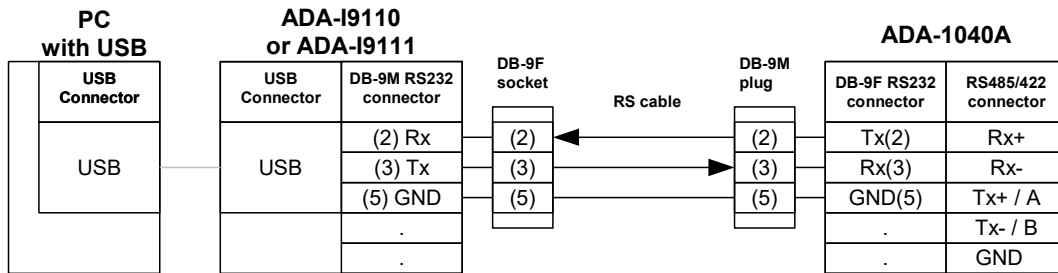 PC
with USB
ADA-I9110
or ADA-I9111
ADA-1040A
USB
Connector
USB
Connector
DB-9M RS232
connector
DB-9F
socket
RS cable
DB-9M
plug
DB-9F RS232
connector
RS485/422
connector
USB
USB
(2) Rx
(2)
(2)
Tx(2)
Rx+
(3) Tx
(3)
(3)
Rx(3)
Rx-
(5) GND
(5)
(5)
GND(5)
Tx+ / A
.
.
Tx- / B
.
.
GND